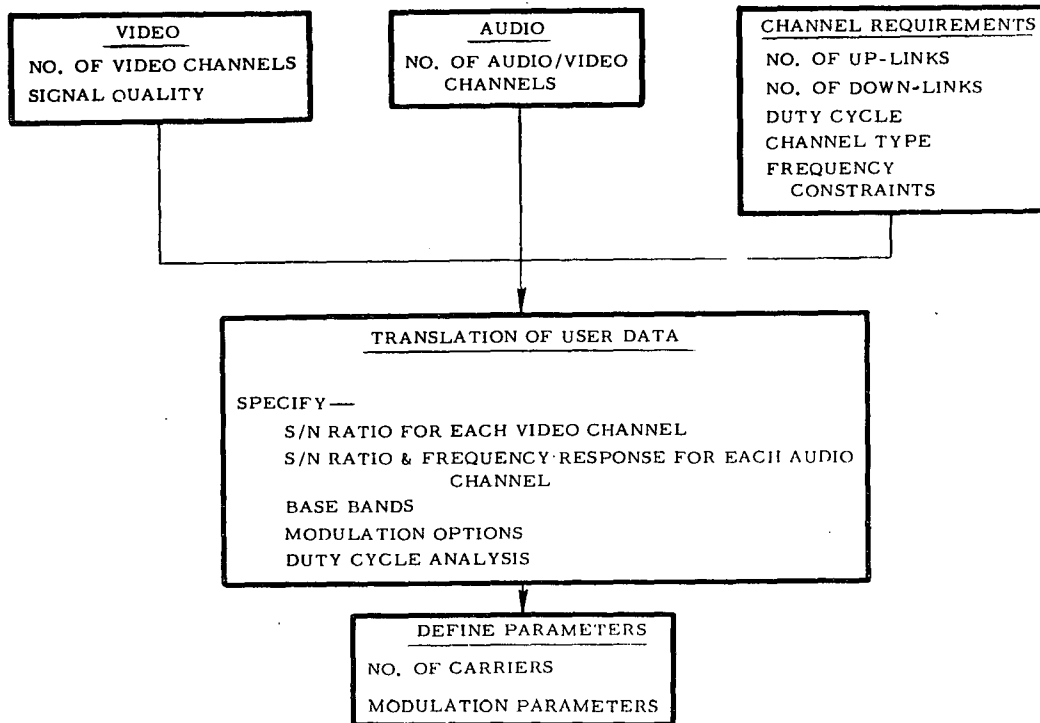 VIDEO
NO. OF VIDEO CHANNELS
SIGNAL QUALITY
AUDIO
NO. OF AUDIO/VIDEO
CHANNELS
CHANNEL REQUIREMENTS
NO. OF UP-LINKS
NO. OF DOWN-LINKS
DUTY CYCLE
CHANNEL TYPE
FREQUENCY
CONSTRAINTS
TRANSLATION OF USER DATA
SPECIFY—
S/N RATIO FOR EACH VIDEO CHANNEL
S/N RATIO & FREQUENCY RESPONSE FOR EACH AUDIO
CHANNEL
BASE BANDS
MODULATION OPTIONS
DUTY CYCLE ANALYSIS
DEFINE PARAMETERS
NO. OF CARRIERS
MODULATION PARAMETERS